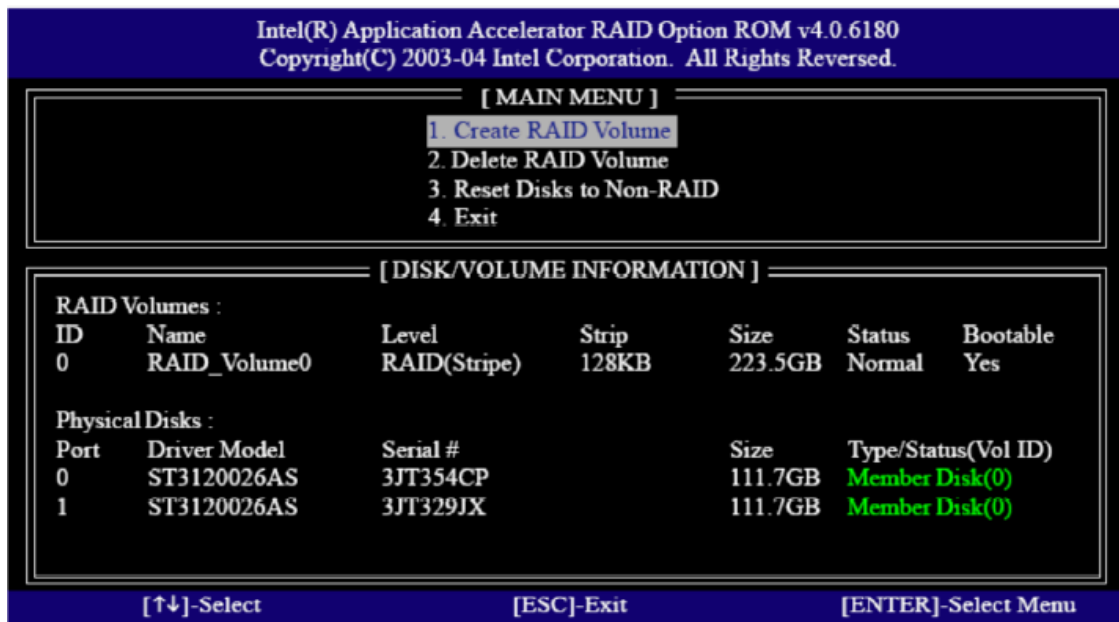 Intel(R) Application Accelerator RAID Option ROM v4.0.6180
Copyright(C) 2003-04 Intel Corporation. All Rights Reversed.
[ MAIN MENU ]
1. Create RAID Volume
2. Delete RAID Volume
3. Reset Disks to Non-RAID
4. Exit
[ DISK/VOLUME INFORMATION ]
RAID Volumes :
ID Name Level Strip Size Status Bootable
0 RAID_Volume0 RAID(Stripe) 128KB 223.5GB Normal Yes
Physical Disks :
Port Driver Model Serial # Size Type/Status(Vol ID)
0 ST3120026AS 3JT354CP 111.7GB Member Disk(0)
1 ST3120026AS 3JT329JX 111.7GB Member Disk(0)
[↑↓]-Select [ESC]-Exit [ENTER]-Select Menu